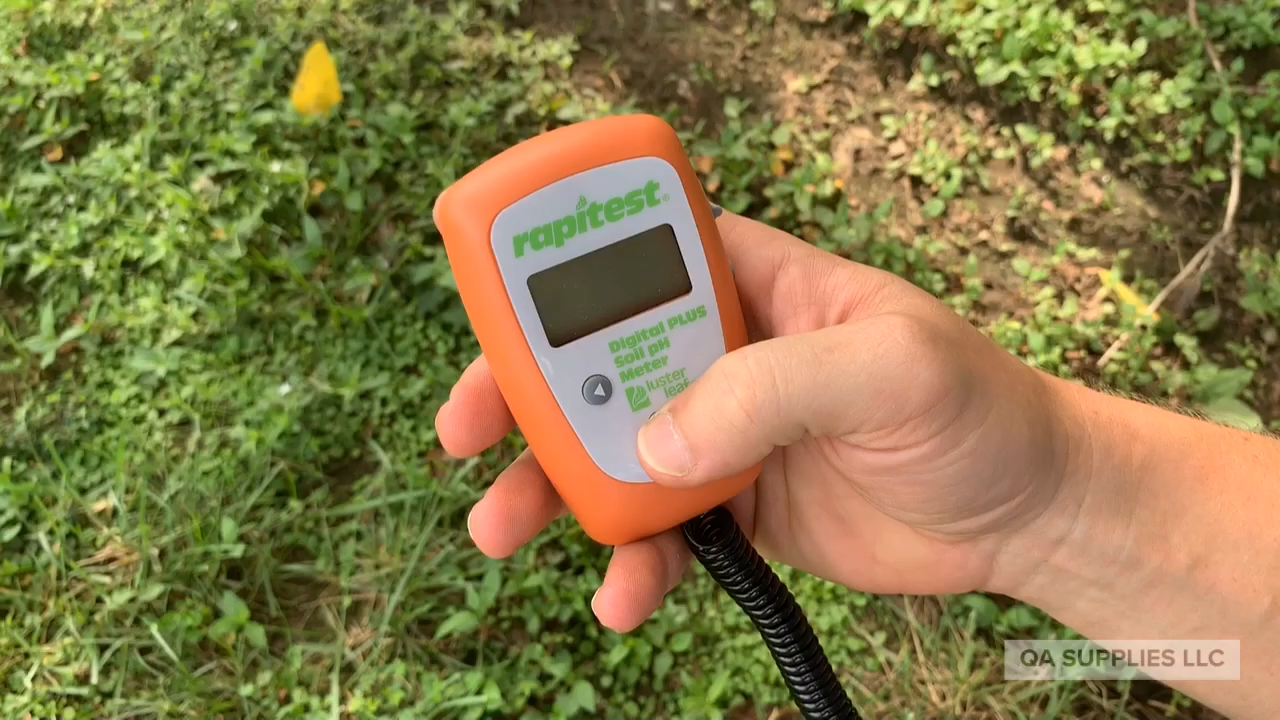 rapitest®
Digital PLUS
Soil pH
Meter
luster
leaf
QA SUPPLIES LLC